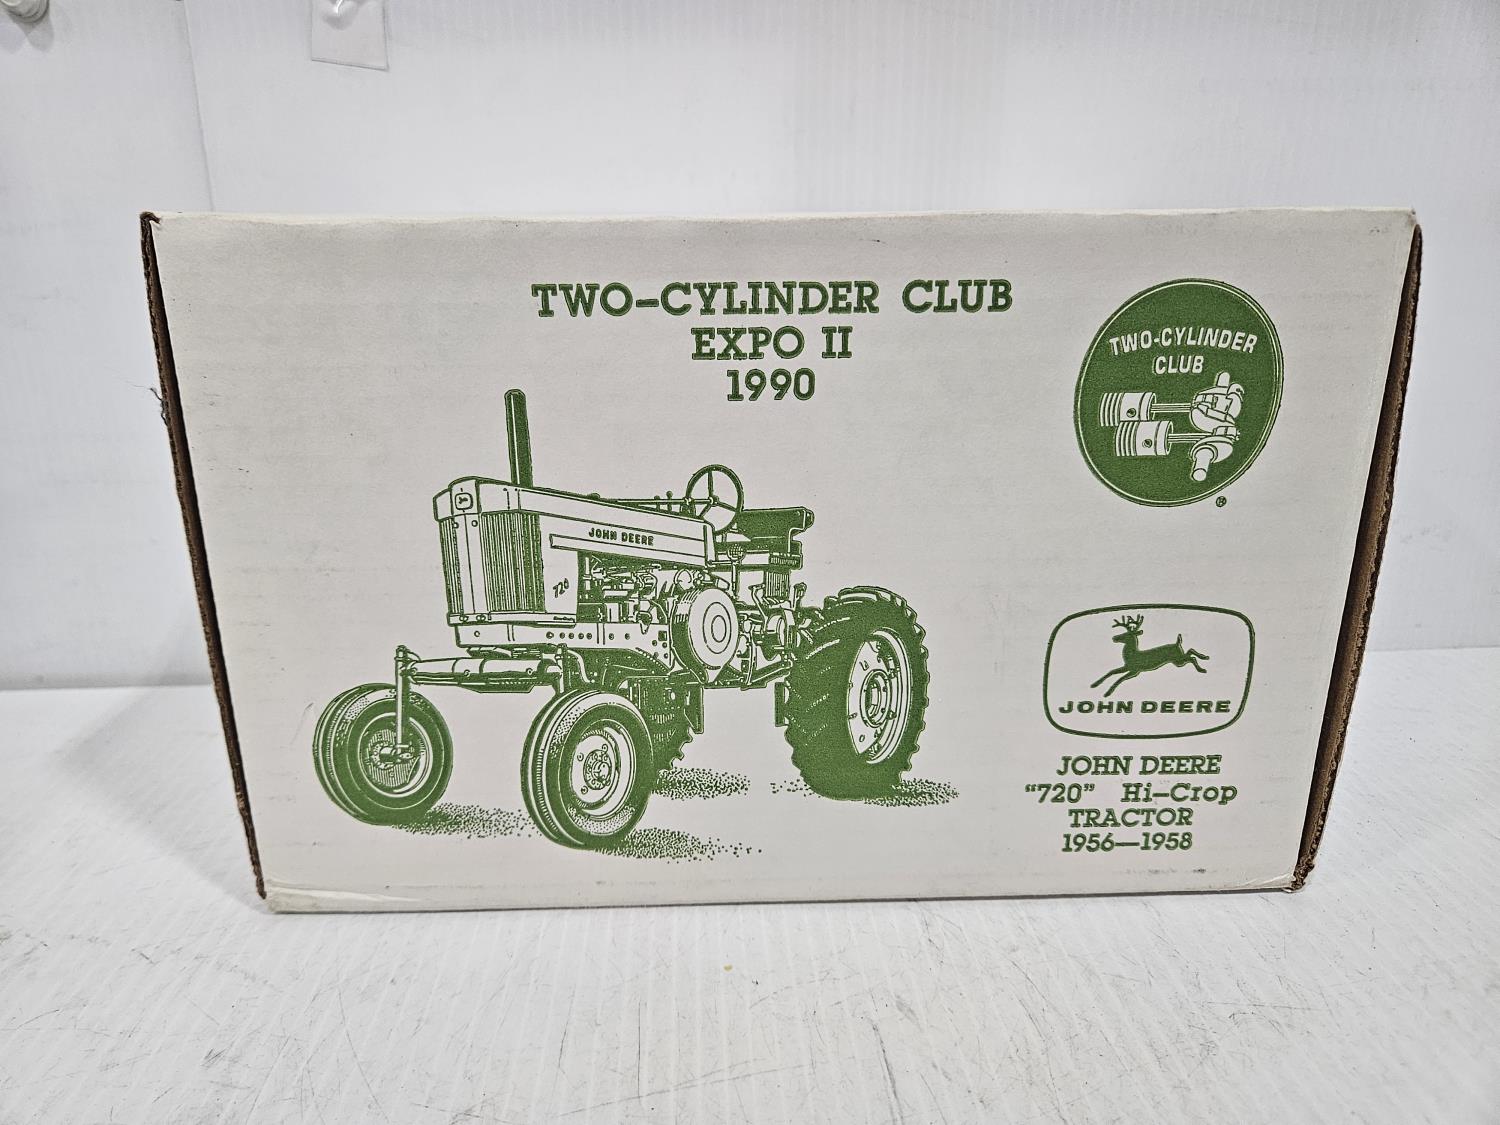 TWO-CYLINDER CLUB
EXPO II
1990
TWO-CYLINDER
CLUB
®
JOHN DEERE
720
JOHN DEERE
JOHN DEERE
"720" Hi-Crop
TRACTOR
1956—1958